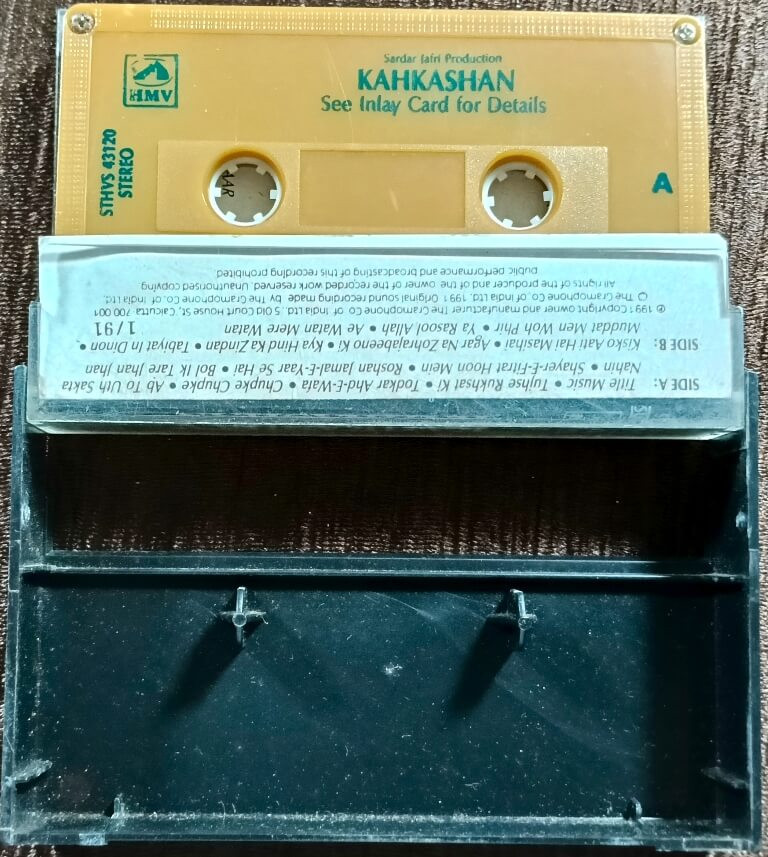 HMV
Sardar Jafri Production
KAHKASHAN
See Inlay Card for Details
STHVS 43120
STEREO
A
AAR
SIDE A: Title Music • Tujhse Rukhsat Ki • Todkar Ahd-E-Wafa • Chupke Chupke • Ab To Uth Sakta
Nahin • Shayer-E-Fitrat Hoon Mein • Roshan Jamal-E-Yaar Se Hai • Bol Ik Tare Jhan Jhan
SIDE B: Kisko Aati Hai Masihai • Agar Na Zohrajabeeno Ki • Kya Hind Ka Zindan • Tabiyat In Dinon •
Muddat Men Woh Phir • Ya Rasool Allah • Ae Watan Mere Watan 1/91
℗ 1991 Copyright owner and manufacturer The Gramophone Co. of India Ltd. 5 Old Court House St, Calcutta 700 001
© The Gramophone Co. of India Ltd. 1991 Original sound recording made by The Gramophone Co. of India Ltd.
All rights of the producer and of the owner of the recorded work reserved. Unauthorised copying
public performance and broadcasting of this recording prohibited.